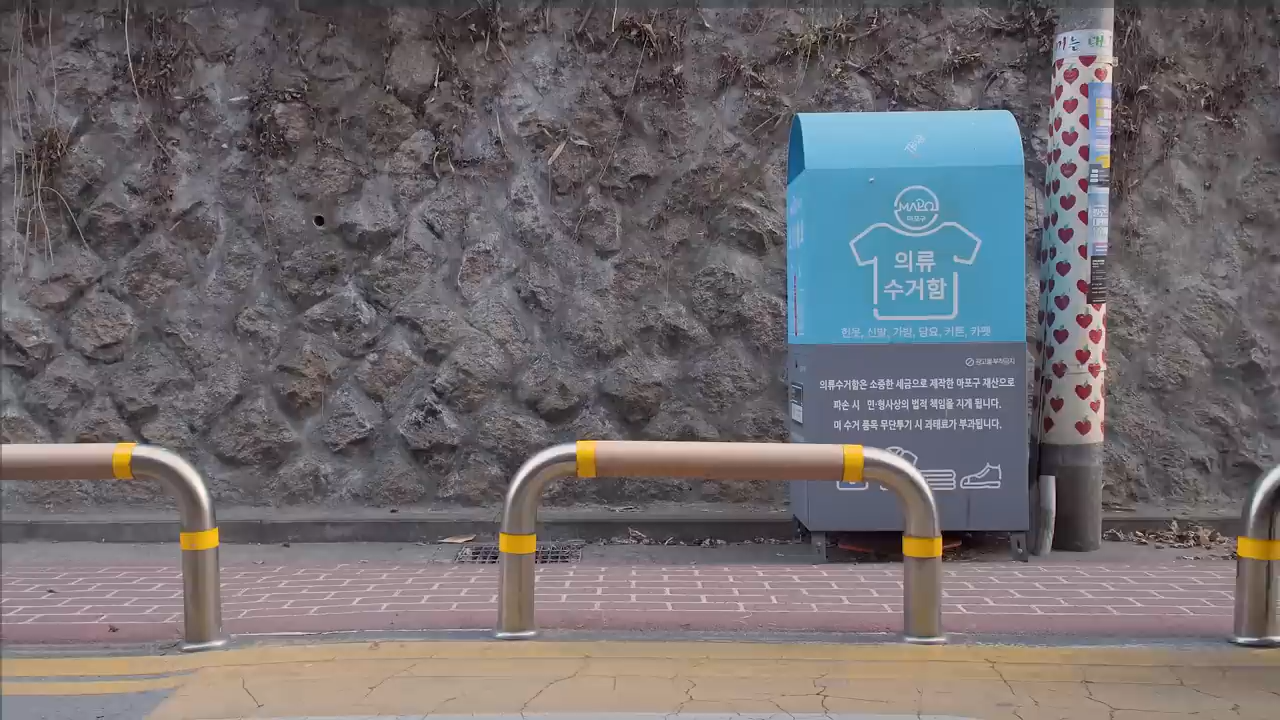 MAPO
마포구
의류
수거함
헌옷, 신발, 가방, 담요, 커튼, 카펫
광고물 부착금지
의류수거함은 소중한 세금으로 제작한 마포구 재산으로
파손 시 민·형사상의 법적 책임을 지게 됩니다.
미 수거 품목 무단투기 시 과태료가 부과됩니다.